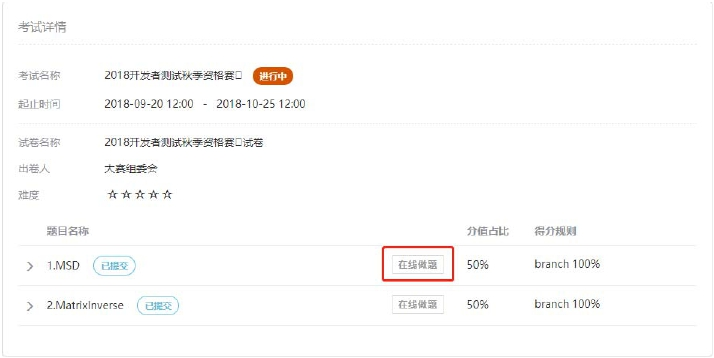 考试详情
考试名称 2018开发者测试秋季资格赛 进行中
起止时间 2018-09-20 12:00 - 2018-10-25 12:00
试卷名称 2018开发者测试秋季资格赛试卷
出卷人 大赛组委会
难度 ☆☆☆☆☆
题目名称 分值占比 得分规则
1.MSD 已提交 在线做题 50% branch 100%
2.MatrixInverse 已提交 在线做题 50% branch 100%